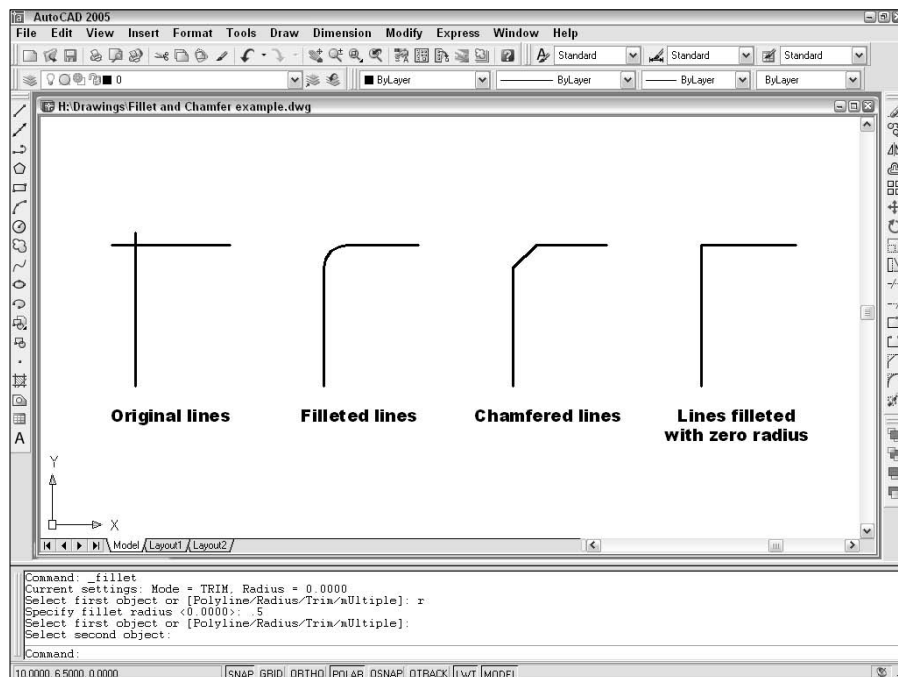 AutoCAD 2005
File Edit View Insert Format Tools Draw Dimension Modify Express Window Help
Standard Standard Standard
0 ByLayer ByLayer ByLayer ByLayer
H:\Drawings\Fillet and Chamfer example.dwg
Original lines
Filleted lines
Chamfered lines
Lines filleted
with zero radius
Y
X
A
Model Layout1 Layout2
Command: _fillet
Current settings: Mode = TRIM, Radius = 0.0000
Select first object or [Polyline/Radius/Trim/mUltiple]: r
Specify fillet radius <0.0000>: .5
Select first object or [Polyline/Radius/Trim/mUltiple]:
Select second object:
Command:
10.0000, 6.5000, 0.0000 SNAP GRID ORTHO POLAR OSNAP OTRACK LWT MODEL